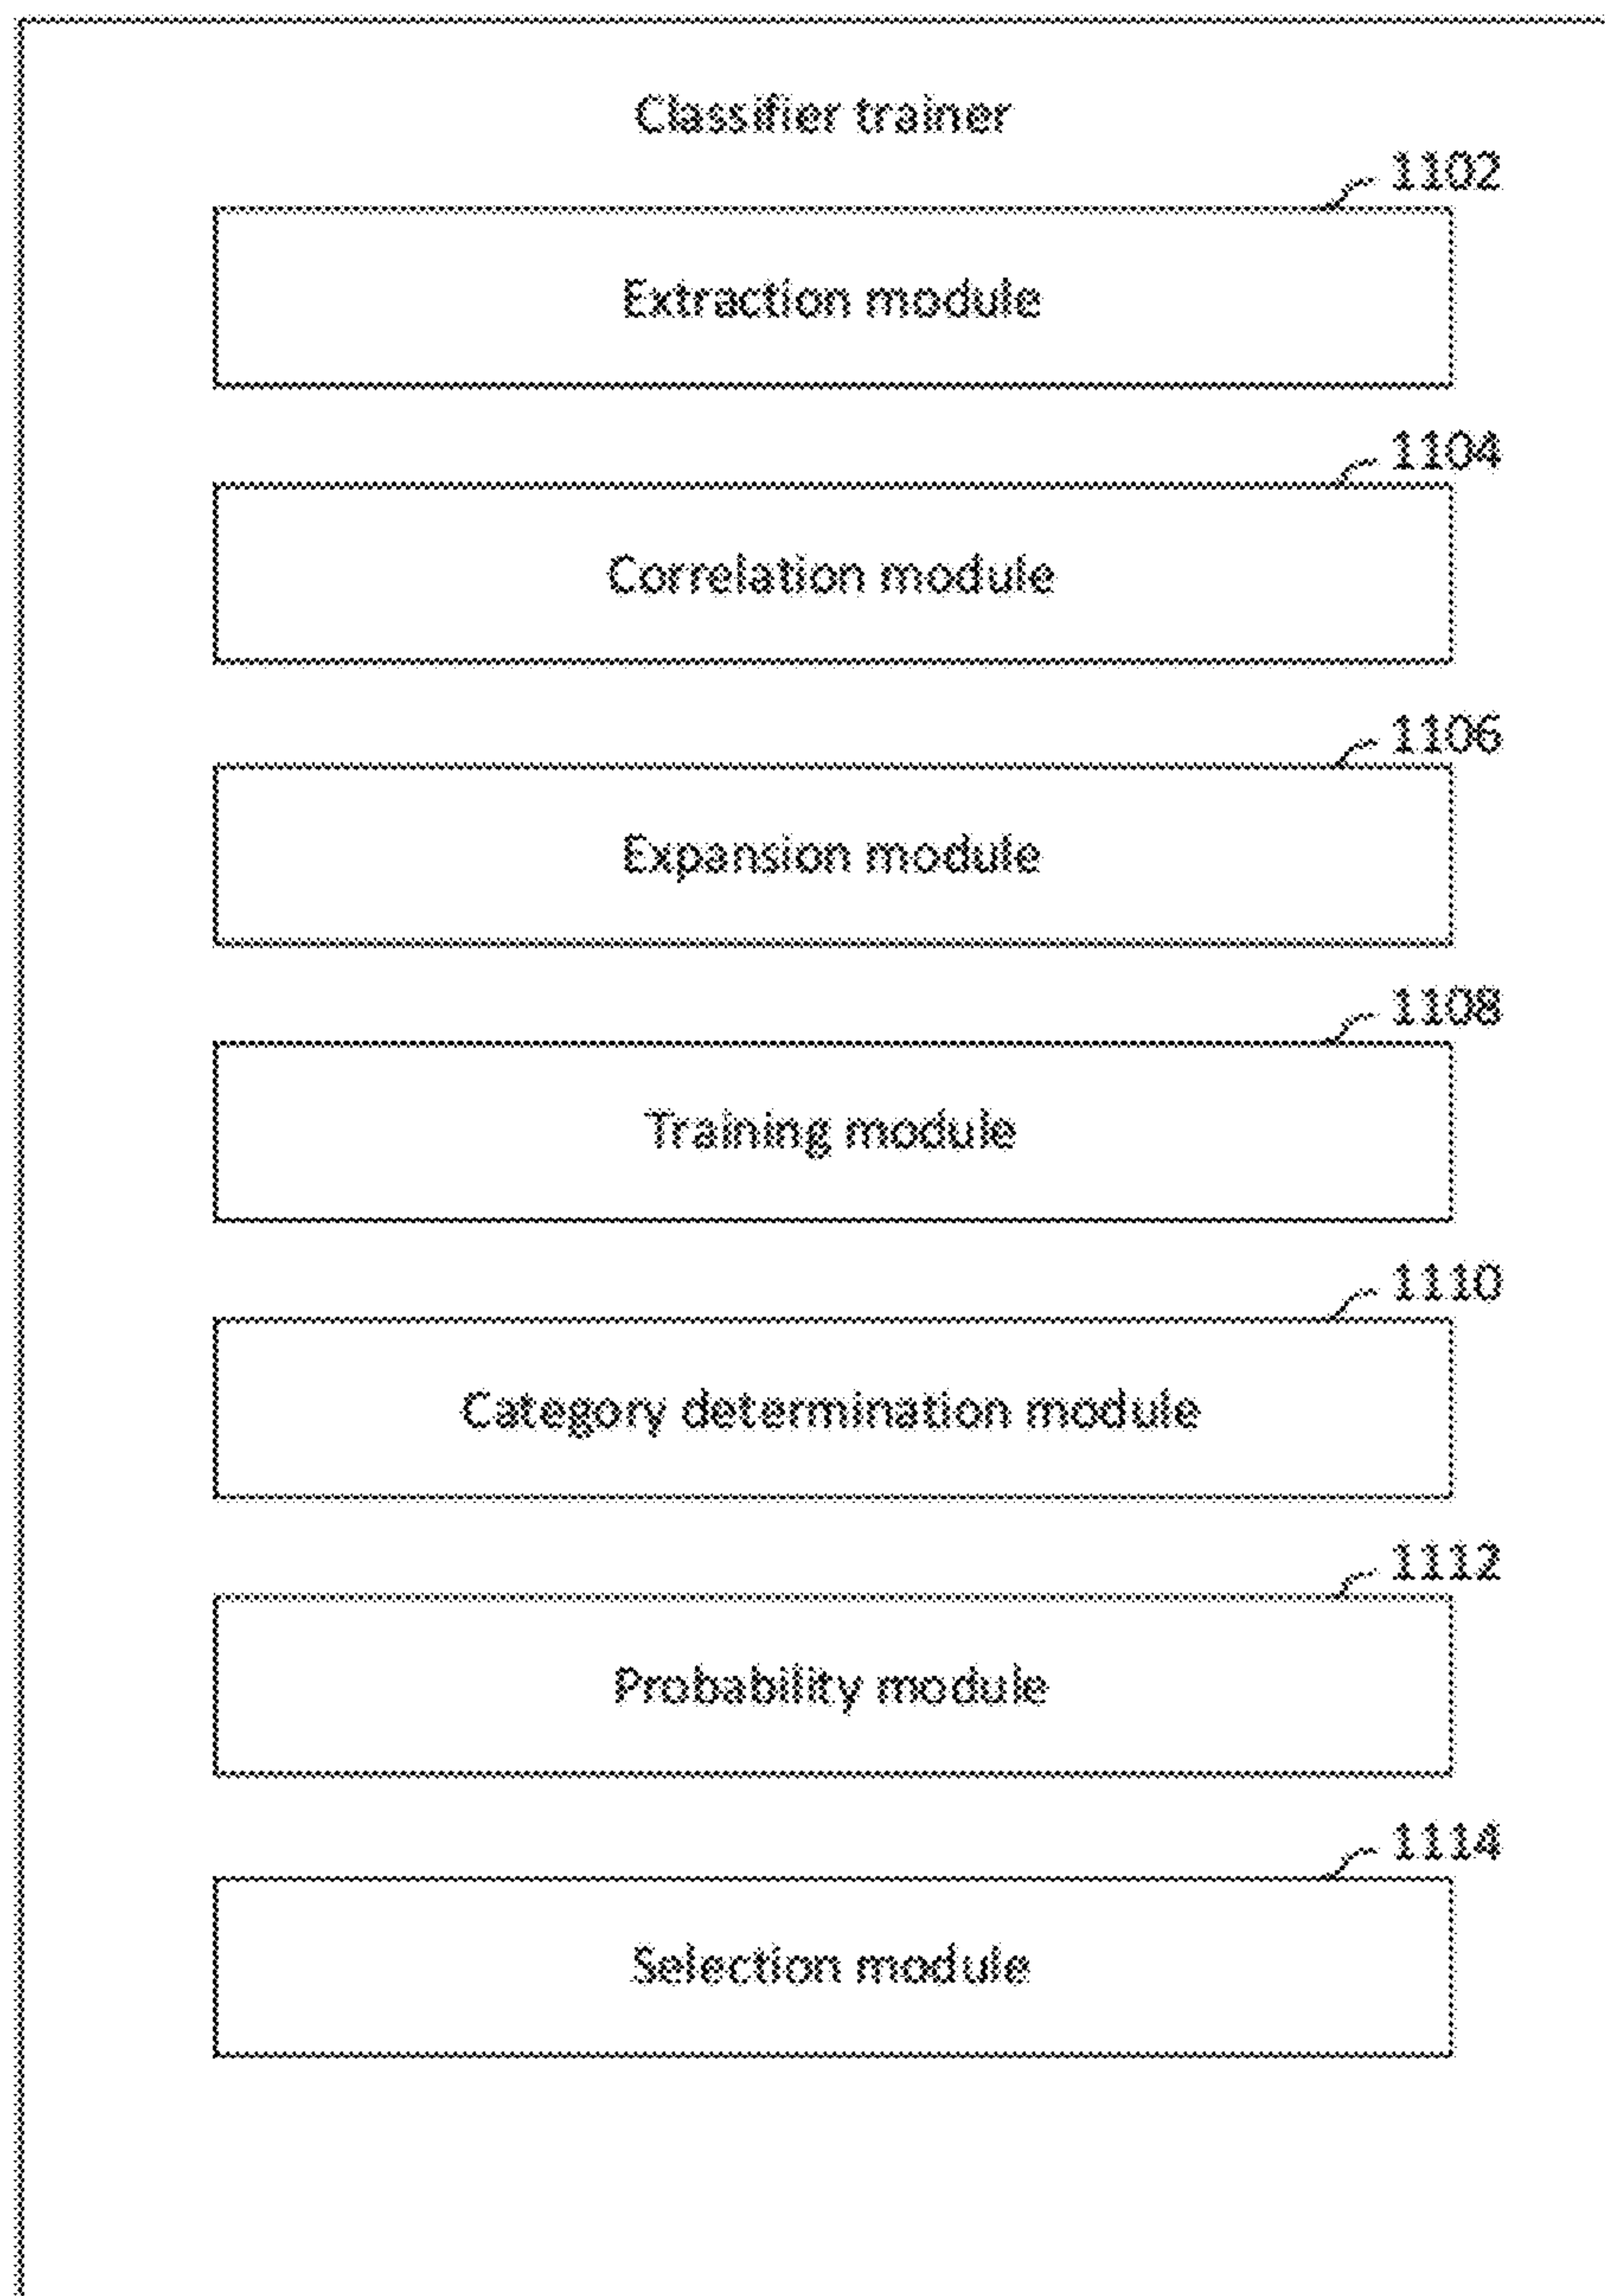 Classifier trainer
1102
Extraction module
1104
Correlation module
1106
Expansion module
1108
Training module
1110
Category determination module
1112
Probability module
1114
Selection module